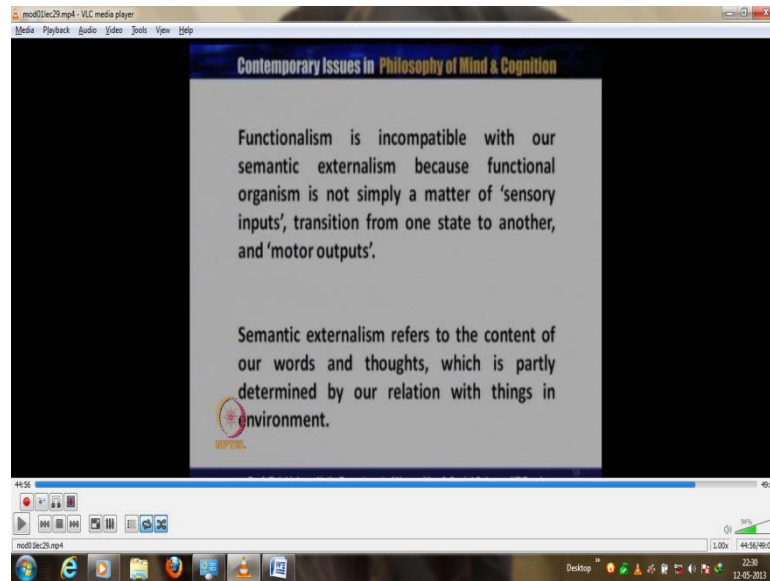 mod01lec29.mp4 - VLC media player
Media Playback Audio Video Tools View Help
Contemporary Issues in Philosophy of Mind & Cognition
Functionalism is incompatible with our
semantic externalism because functional
organism is not simply a matter of ‘sensory
inputs’, transition from one state to another,
and ‘motor outputs’.
Semantic externalism refers to the content of
our words and thoughts, which is partly
determined by our relation with things in
environment.
NPTEL
44:56
mod01lec29.mp4
94%
1.00x
Desktop
22:30
12-05-2013